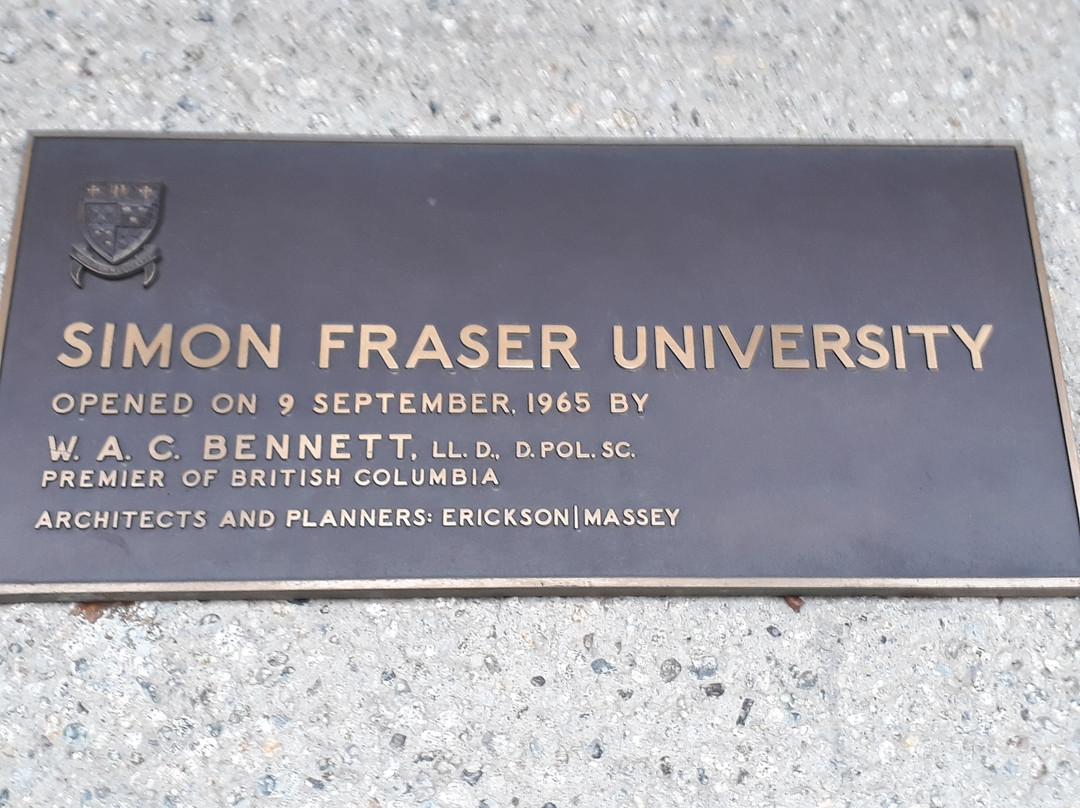 SIMON FRASER UNIVERSITY
OPENED ON 9 SEPTEMBER, 1965 BY
W. A. C. BENNETT, LL. D., D. POL. SC.
PREMIER OF BRITISH COLUMBIA
ARCHITECTS AND PLANNERS: ERICKSON|MASSEY